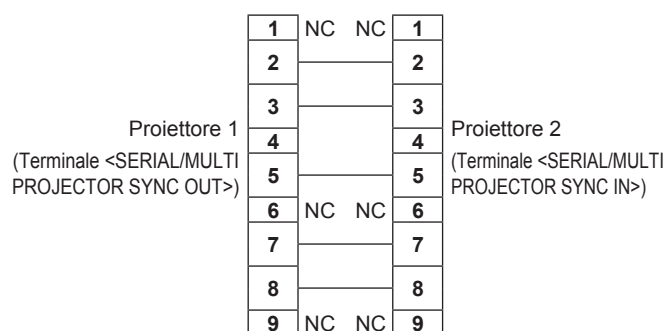 1 NC NC 1
2 2
3 3
Proiettore 1
(Terminale <SERIAL/MULTI
PROJECTOR SYNC OUT>)
4 4
Proiettore 2
(Terminale <SERIAL/MULTI
PROJECTOR SYNC IN>)
5 5
6 NC NC 6
7 7
8 8
9 NC NC 9